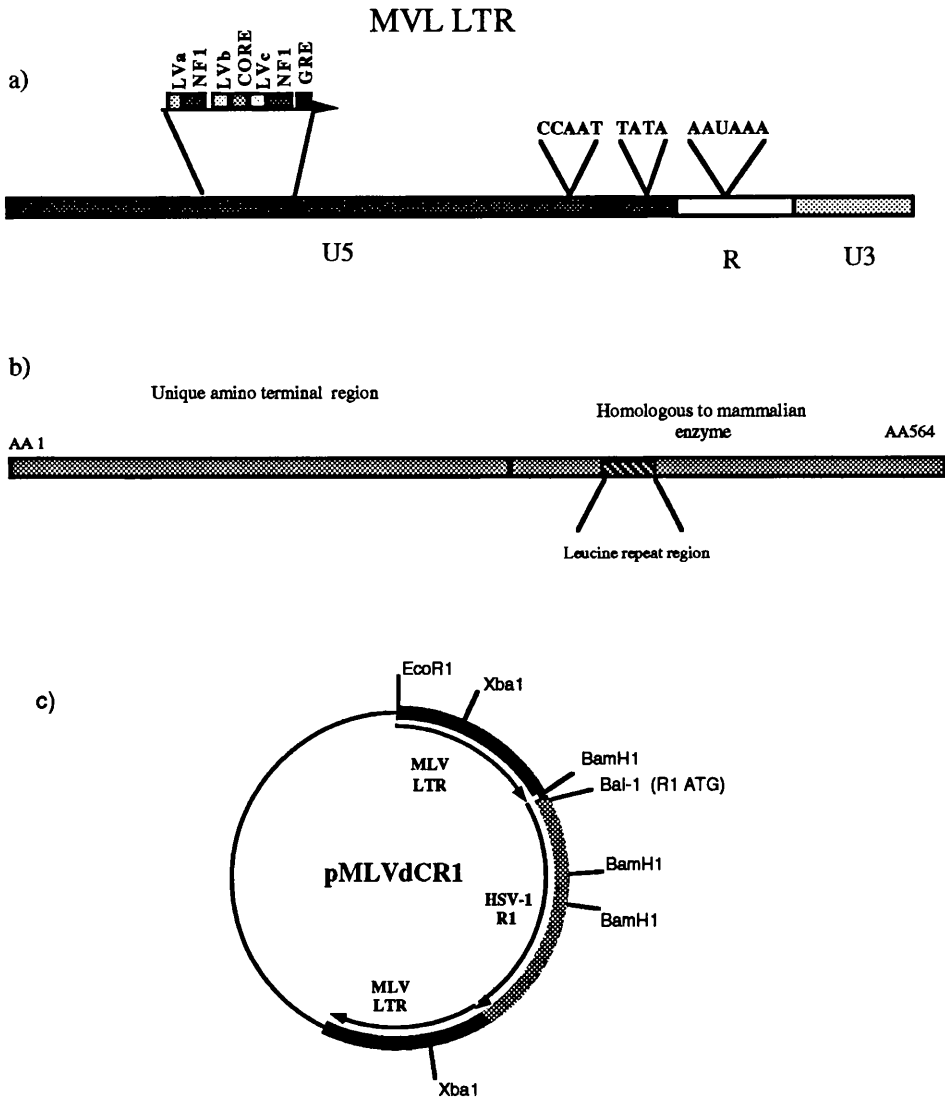 MVL LTR
a)
LVa
NF1
LVb
CORE
LVc
NF1
GRE
CCAAT TATA AAUAAA
U5
R
U3
b)
Unique amino terminal region
Homologous to mammalian
enzyme
AA 1
AA564
Leucine repeat region
c)
EcoR1
Xba1
MLV
LTR
BamH1
Bal-1 (R1 ATG)
pMLVdCR1
BamH1
HSV-1
R1
BamH1
MLV
LTR
Xba1